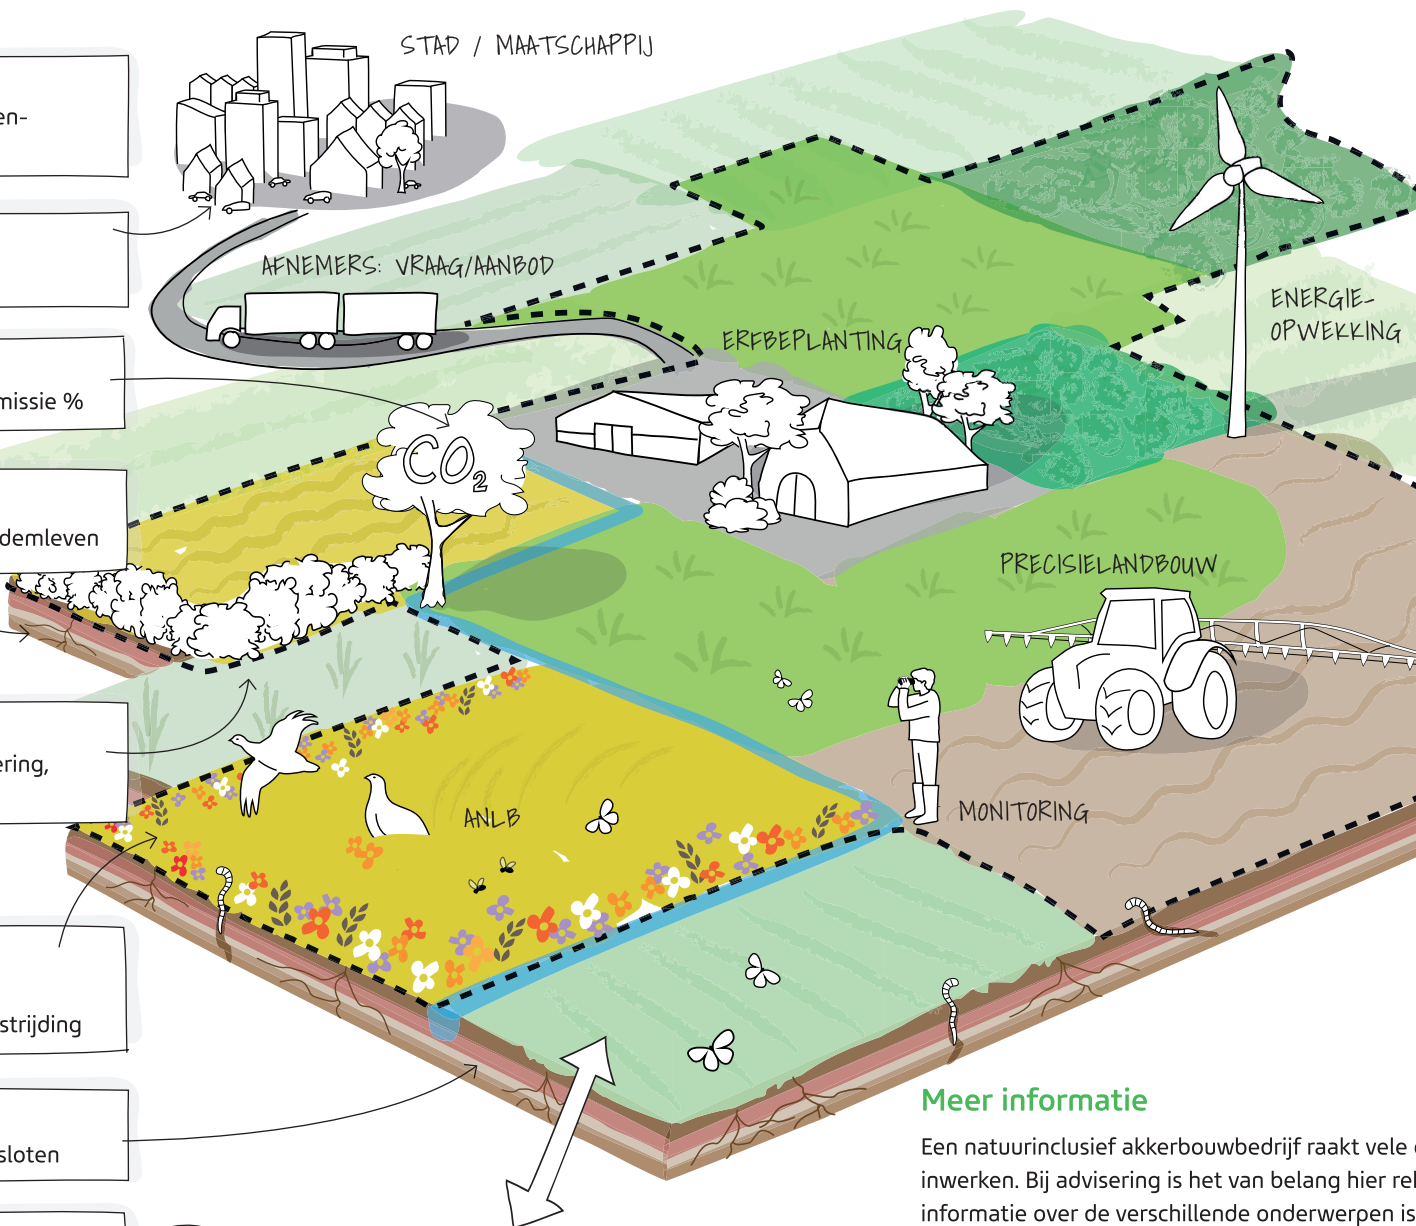 STAD / MAATSCHAPPIJ
en-
AFNEMERS: VRAAG/AANBOD
ENERGIE-
OPWEKKING
ERFBEPLANTING
missie %
CO2
demleven
PRECISIELANDBOUW
ering,
ANLB
MONITORING
strijding
sloten
Meer informatie
Een natuurinclusief akkerbouwbedrijf raakt vele
inwerken. Bij advisering is het van belang hier
informatie over de verschillende onderwerpen is